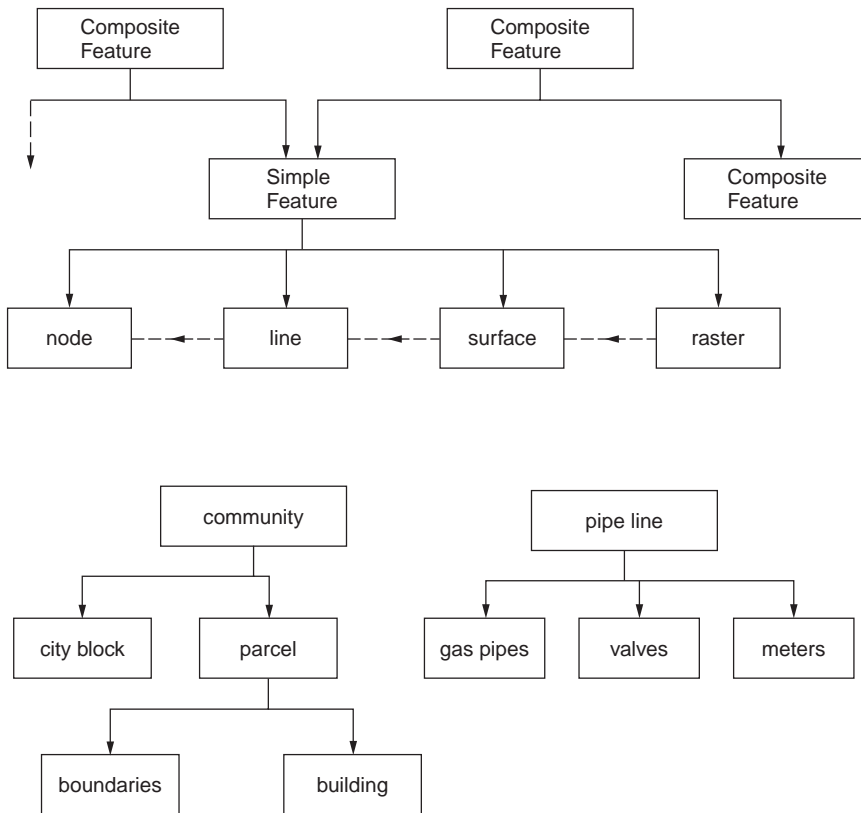 Composite
Feature
Composite
Feature
Simple
Feature
Composite
Feature
node
line
surface
raster
community
pipe line
city block
parcel
gas pipes
valves
meters
boundaries
building